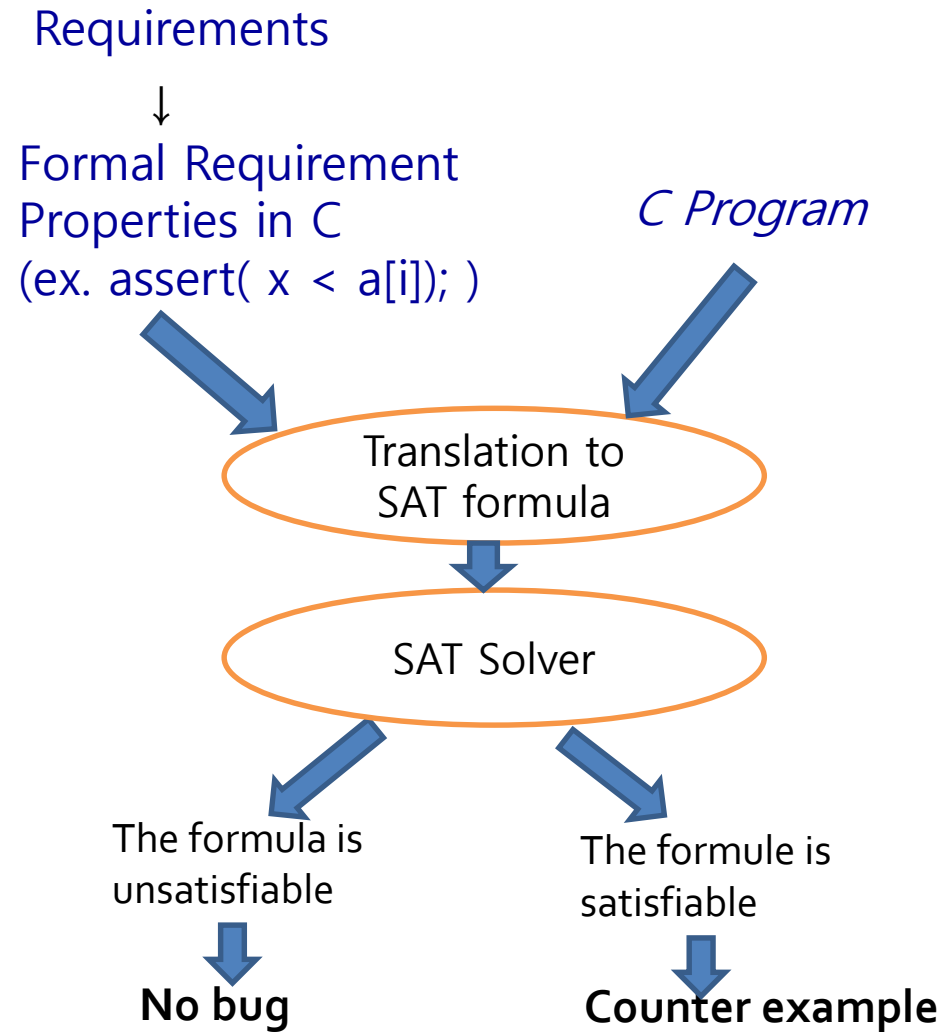 Requirements
↓
Formal Requirement
Properties in C
(ex. assert( x < a[i]); )
C Program
Translation to
SAT formula
SAT Solver
The formula is
unsatisfiable
The formule is
satisfiable
No bug
Counter example